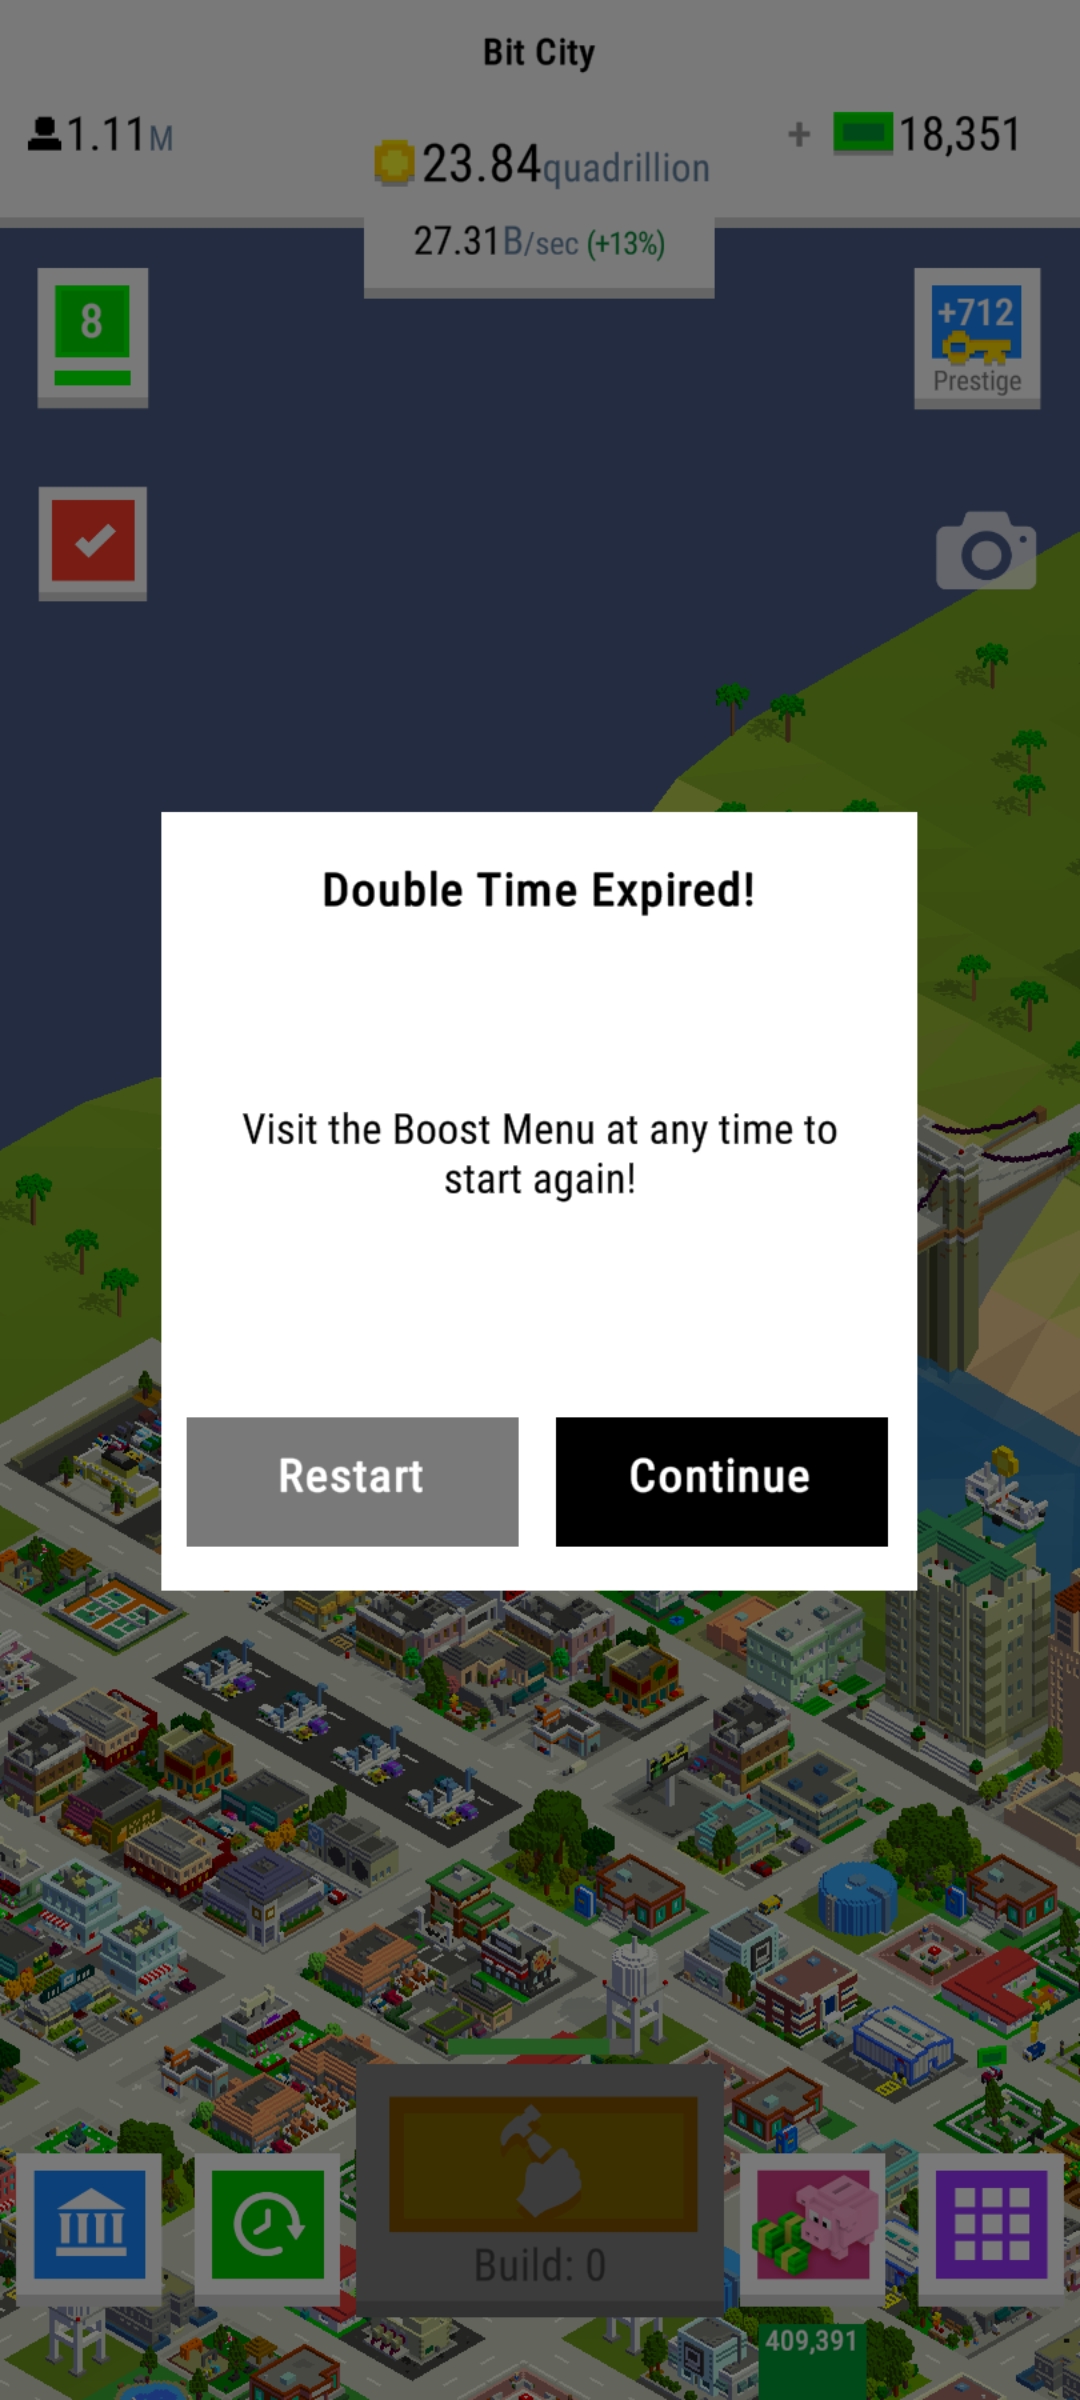 Bit City
1.11M
23.84quadrillion
+ 18,351
27.31B/sec (+13%)
8
+712
Prestige
Double Time Expired!
Visit the Boost Menu at any time to
start again!
Restart
Continue
Build: 0
409,391